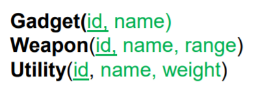 Gadget(id, name)
Weapon(id, name, range)
Utility(id, name, weight)